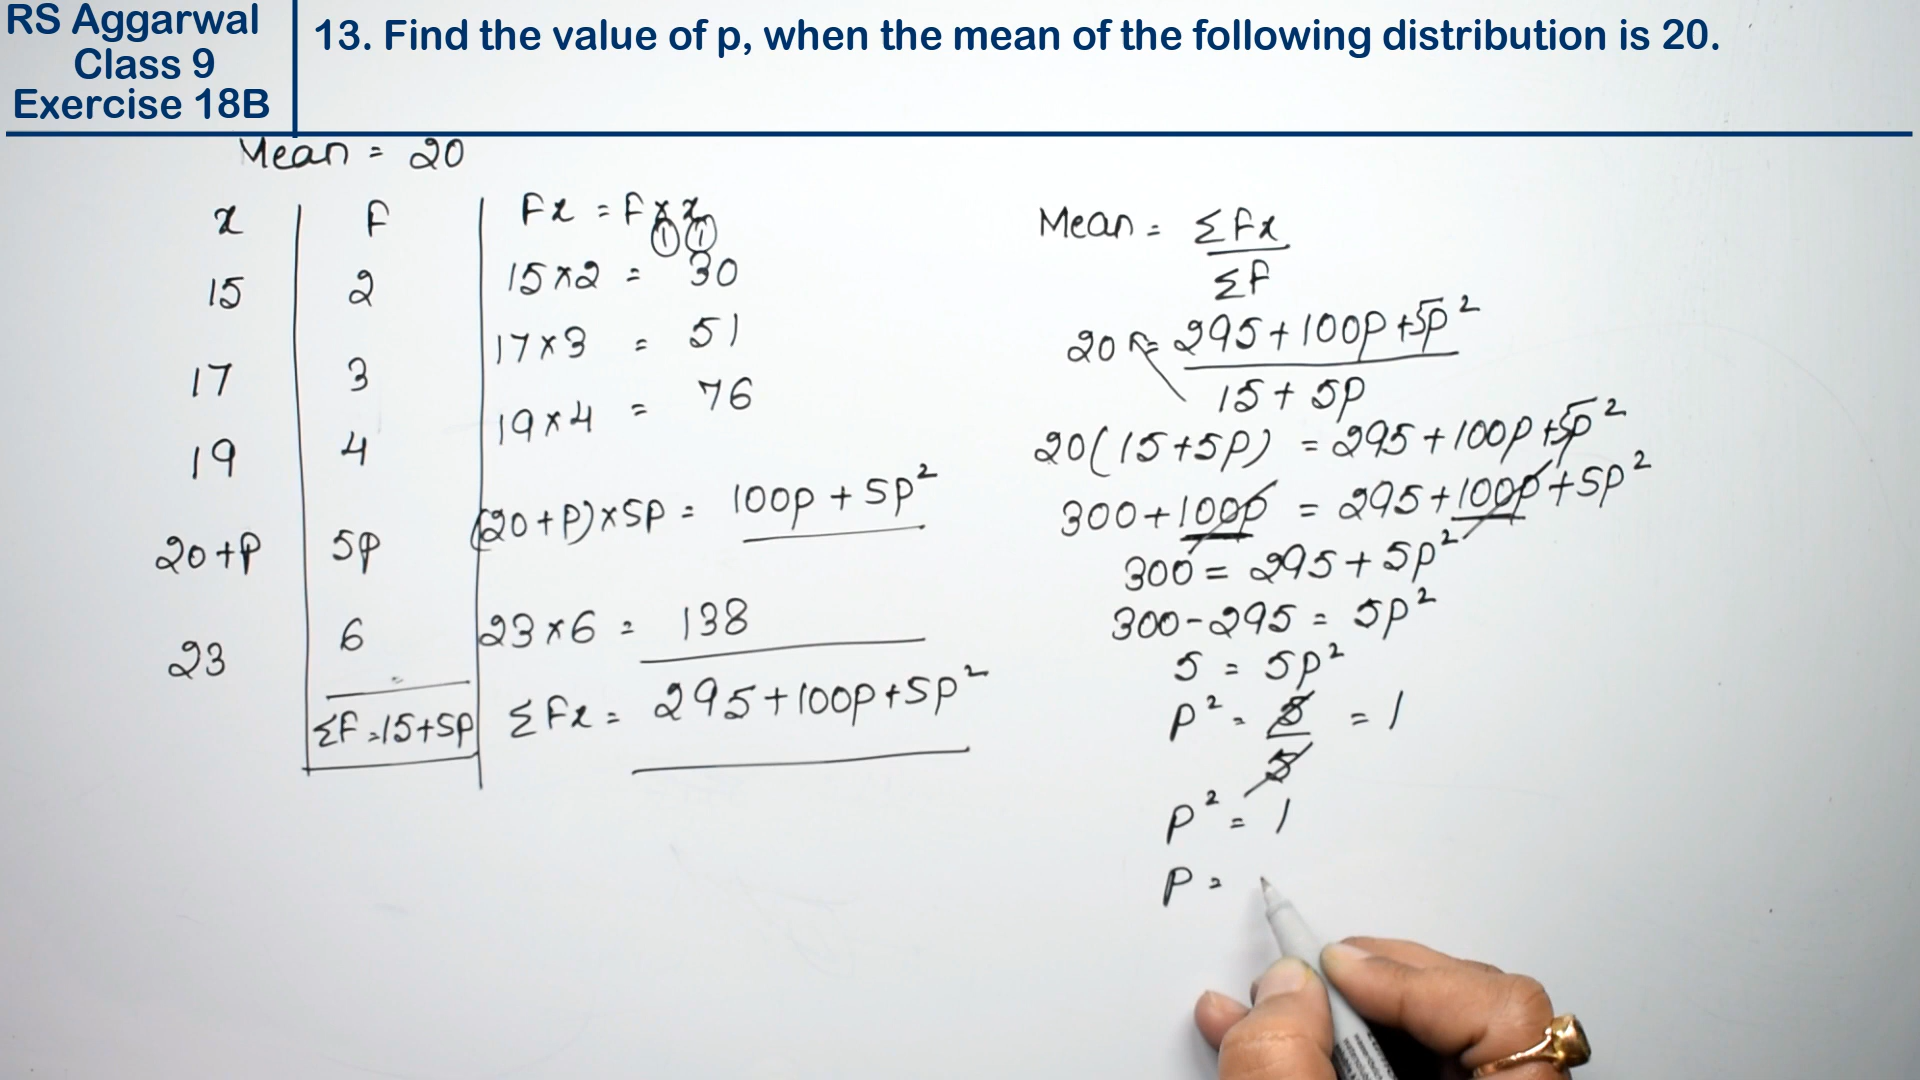 RS Aggarwal
Class 9
Exercise 18B
13. Find the value of p, when the mean of the following distribution is 20.
Mean = 20
x F Fx = F × x
① ①
15 2 15×2 = 30
17 3 17×3 = 51
19 4 19×4 = 76
20+P 5p (20+P)×5p = 100p + 5p²
23 6 23×6 = 138
ΣF=15+5p ΣFx = 295+100p+5p²
Mean = ΣFx
ΣF
20 = 295+100p+5p²
15+5p
20(15+5p) = 295+100p+5p²
300+100p = 295+100p+5p²
300 = 295+5p²
300-295 = 5p²
5 = 5p²
p² = 5 = 1
5
p² = 1
p =